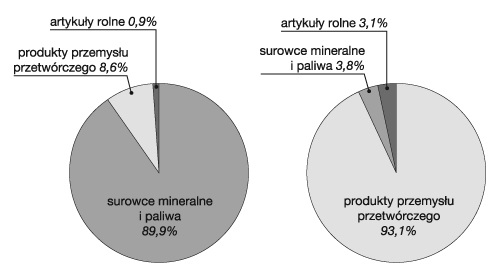 artykuły rolne 0,9%
produkty przemysłu
przetwórczego 8,6%
surowce mineralne
i paliwa
89,9%
artykuły rolne 3,1%
surowce mineralne
i paliwa 3,8%
produkty przemysłu
przetwórczego
93,1%